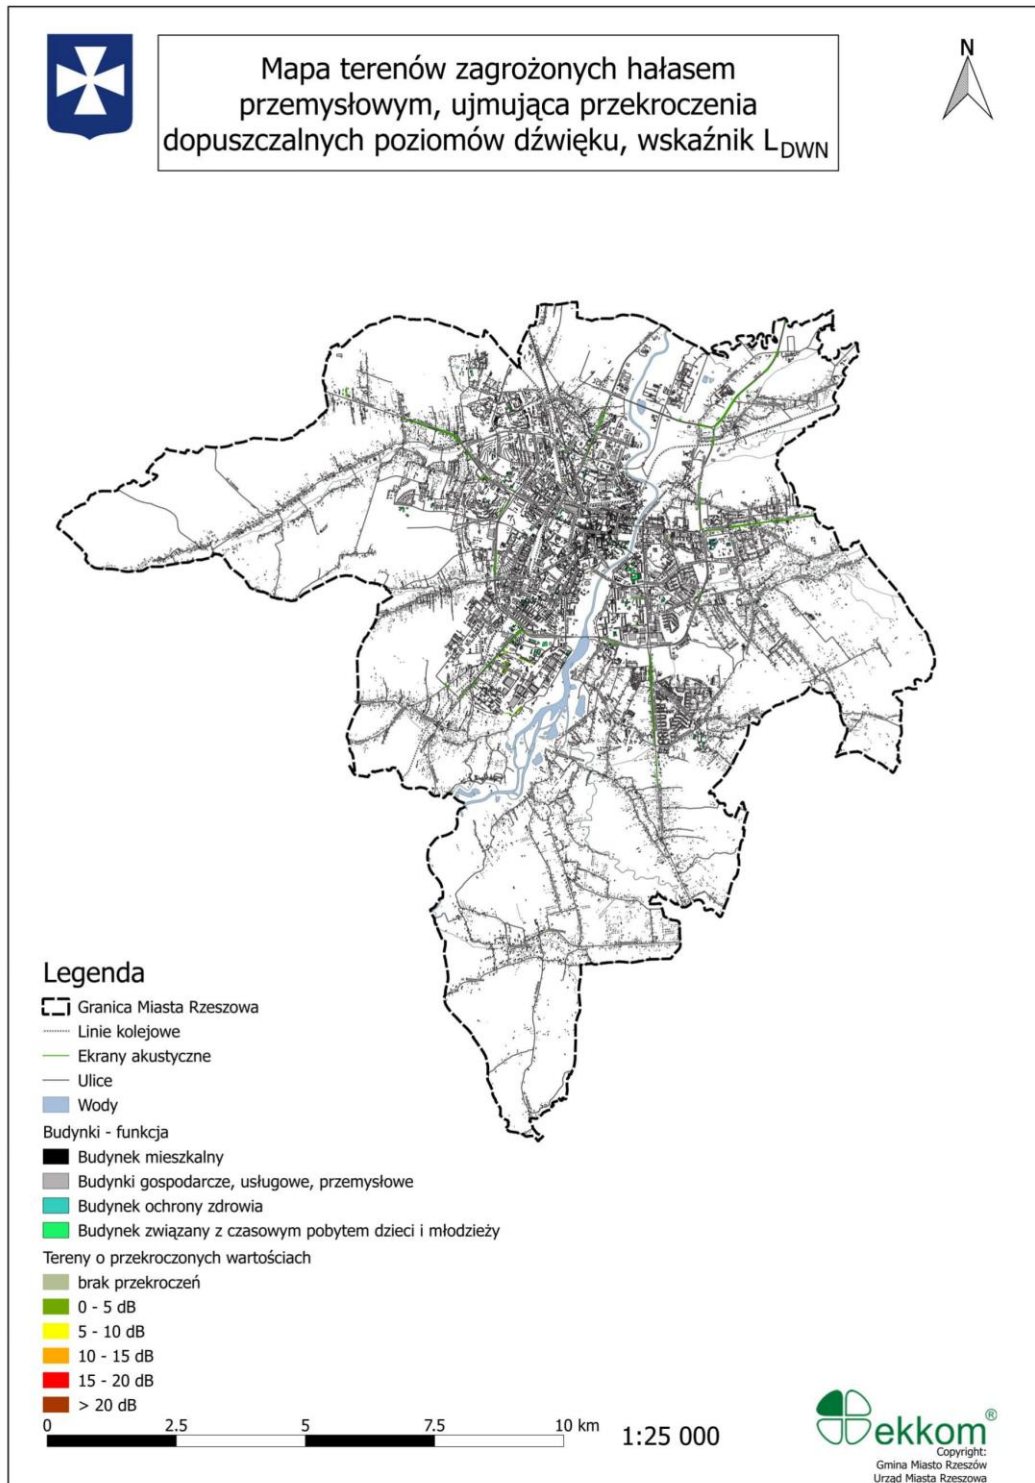 Mapa terenów zagrożonych hałasem
przemysłowym, ujmująca przekroczenia
dopuszczalnych poziomów dźwięku, wskaźnik L_DWN
N
Legenda
Granica Miasta Rzeszowa
Linie kolejowe
Ekrany akustyczne
Ulice
Wody
Budynki - funkcja
Budynek mieszkalny
Budynki gospodarcze, usługowe, przemysłowe
Budynek ochrony zdrowia
Budynek związany z czasowym pobytem dzieci i młodzieży
Tereny o przekroczonych wartościach
brak przekroczeń
0 - 5 dB
5 - 10 dB
10 - 15 dB
15 - 20 dB
> 20 dB
0 2.5 5 7.5 10 km
1:25 000
ekkom®
Copyright:
Gmina Miasto Rzeszów
Urząd Miasta Rzeszowa